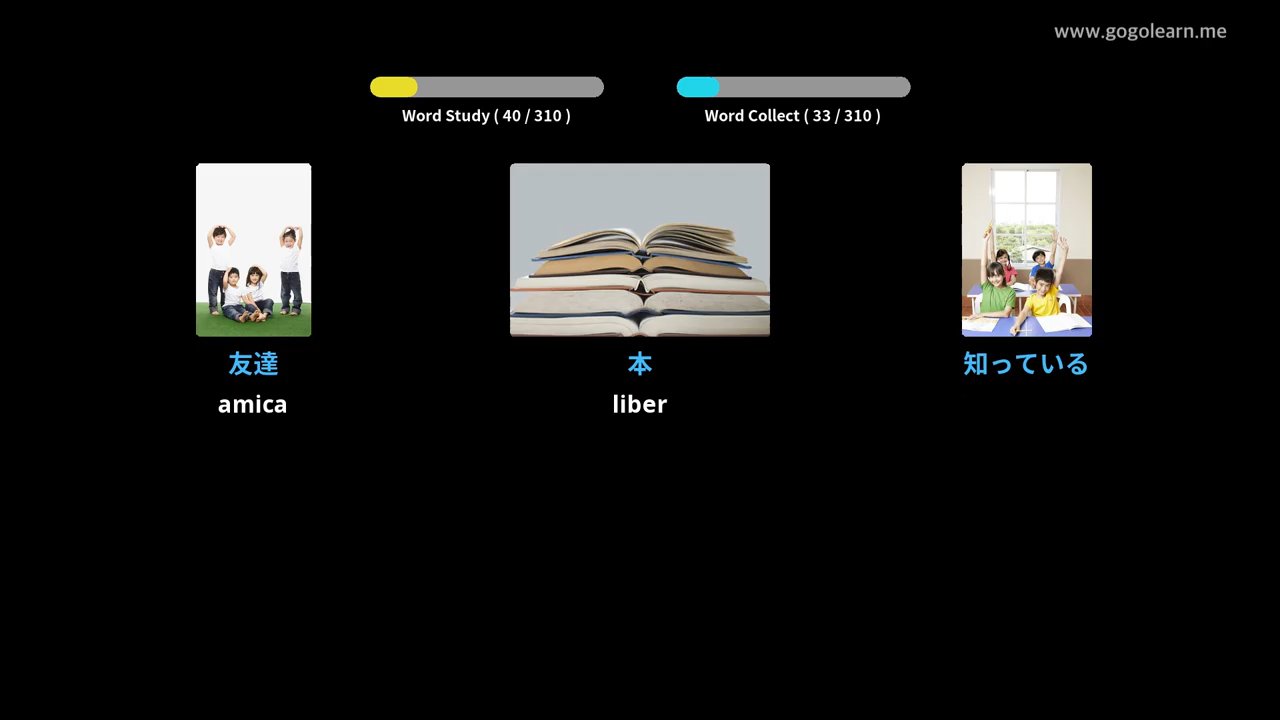 www.gogolearn.me
Word Study ( 40 / 310 )
Word Collect ( 33 / 310 )
友達
本
知っている
amica
liber